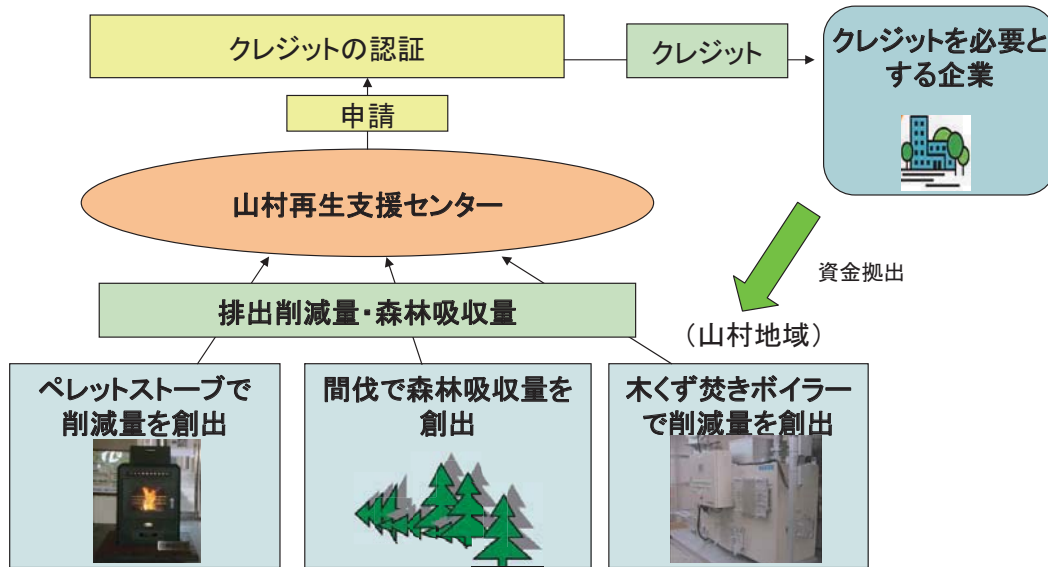 クレジットの認証
クレジット
クレジットを必要と
する企業
申請
山村再生支援センター
資金拠出
排出削減量・森林吸収量
（山村地域）
ペレットストーブで
削減量を創出
間伐で森林吸収量を
創出
木くず焚きボイラー
で削減量を創出